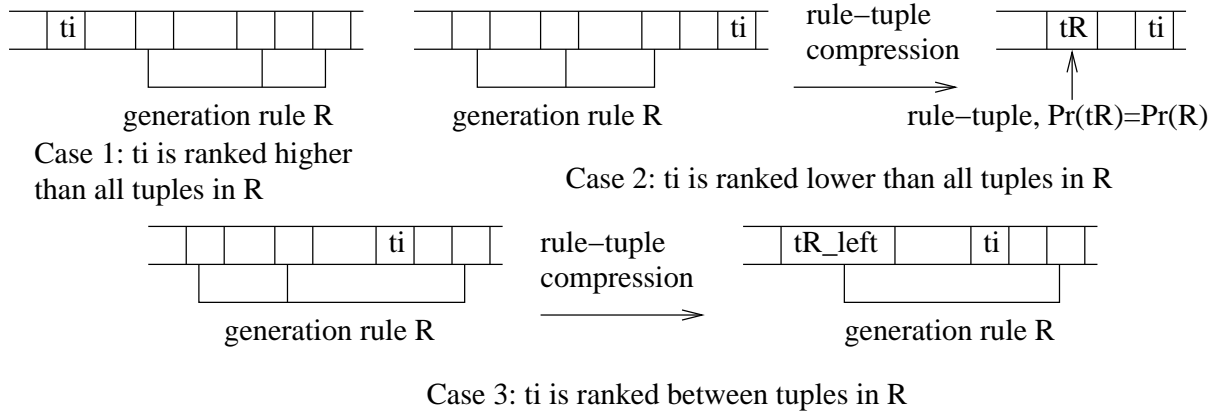 ti
generation rule R
Case 1: ti is ranked higher
than all tuples in R
ti
generation rule R
rule−tuple
compression
tR
ti
rule−tuple, Pr(tR)=Pr(R)
Case 2: ti is ranked lower than all tuples in R
ti
generation rule R
rule−tuple
compression
tR_left
ti
generation rule R
Case 3: ti is ranked between tuples in R